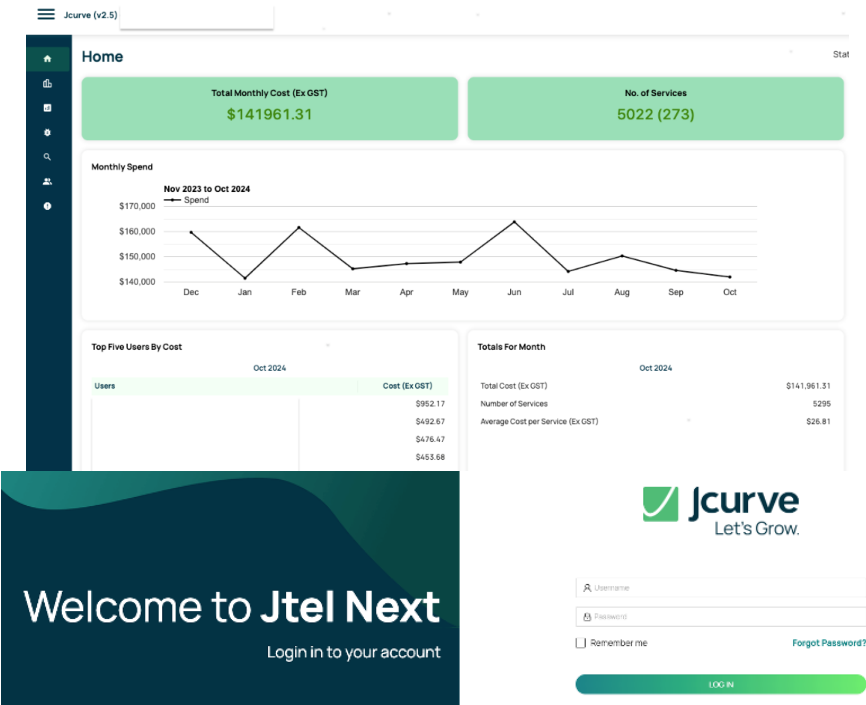 Jcurve (v2.5)
Home
Stat
Total Monthly Cost (Ex GST)
$141961.31
No. of Services
5022 (273)
Monthly Spend
Nov 2023 to Oct 2024
Spend
$170,000
$160,000
$150,000
$140,000
Dec Jan Feb Mar Apr May Jun Jul Aug Sep Oct
Top Five Users By Cost
Oct 2024
Users Cost (Ex GST)
$952.17
$492.67
$476.47
$453.68
Totals For Month
Oct 2024
Total Cost (Ex GST) $141,961.31
Number of Services 5295
Average Cost per Service (Ex GST) $26.81
Welcome to Jtel Next
Login in to your account
Jcurve
Let's Grow.
Username
Password
Remember me Forgot Password?
LOG IN